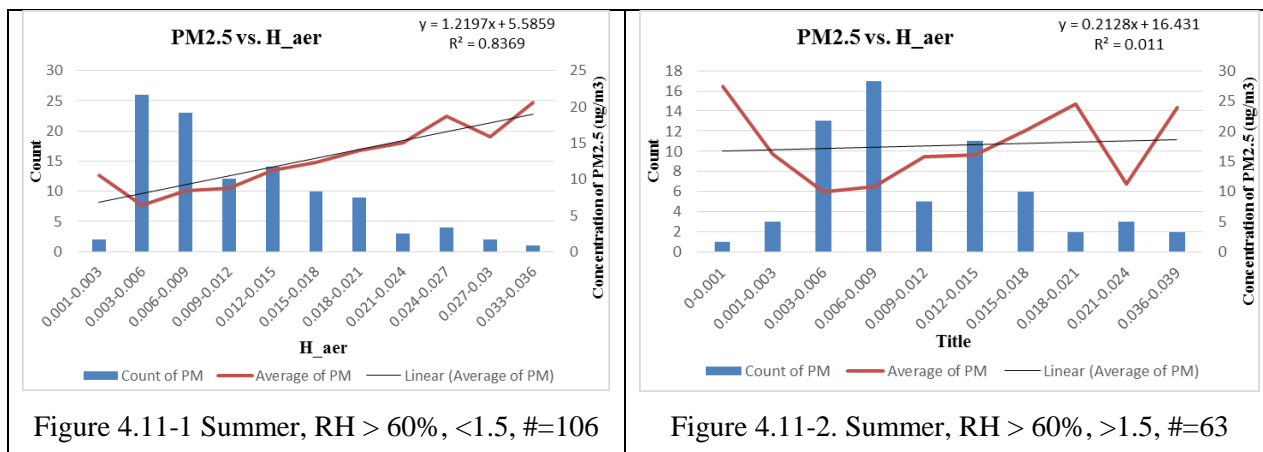 PM2.5 vs. H_aer
y = 1.2197x + 5.5859
R² = 0.8369
30
25
20
15
10
5
0
Count
25
20
15
10
5
0
Concentration of PM2.5 (ug/m3)
0.001-0.003
0.003-0.006
0.006-0.009
0.009-0.012
0.012-0.015
0.015-0.018
0.018-0.021
0.021-0.024
0.024-0.027
0.027-0.03
0.033-0.036
H_aer
Count of PM
Average of PM
Linear (Average of PM)
Figure 4.11-1 Summer, RH > 60%, <1.5, #=106
PM2.5 vs. H_aer
y = 0.2128x + 16.431
R² = 0.011
18
16
14
12
10
8
6
4
2
0
Count
30
25
20
15
10
5
0
Concentration of PM2.5 (ug/m3)
0-0.001
0.001-0.003
0.003-0.006
0.006-0.009
0.009-0.012
0.012-0.015
0.015-0.018
0.018-0.021
0.021-0.024
0.036-0.039
Title
Count of PM
Average of PM
Linear (Average of PM)
Figure 4.11-2. Summer, RH > 60%, >1.5, #=63